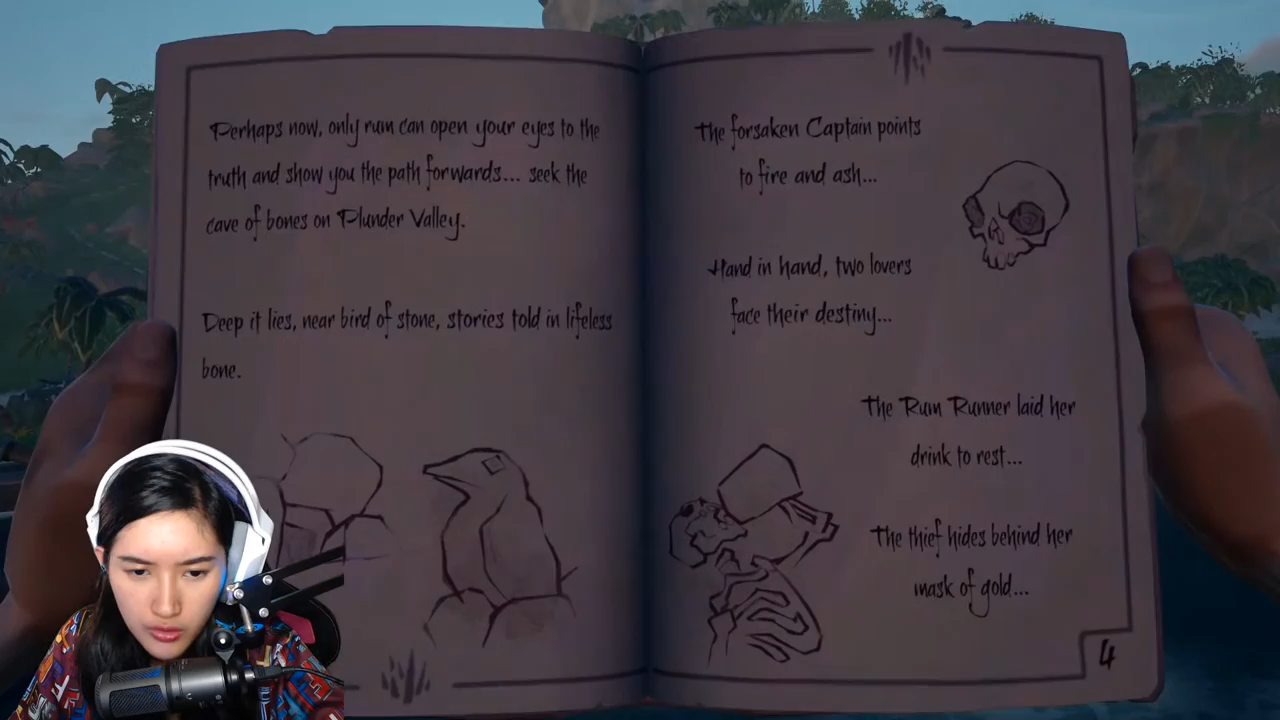 Perhaps now, only rum can open your eyes to the
truth and show you the path forwards... seek the
cave of bones on Plunder Valley.
Deep it lies, near bird of stone, stories told in lifeless
bone.
The forsaken Captain points
to fire and ash...
Hand in hand, two lovers
face their destiny...
The Rum Runner laid her
drink to rest...
The thief hides behind her
mask of gold...
4